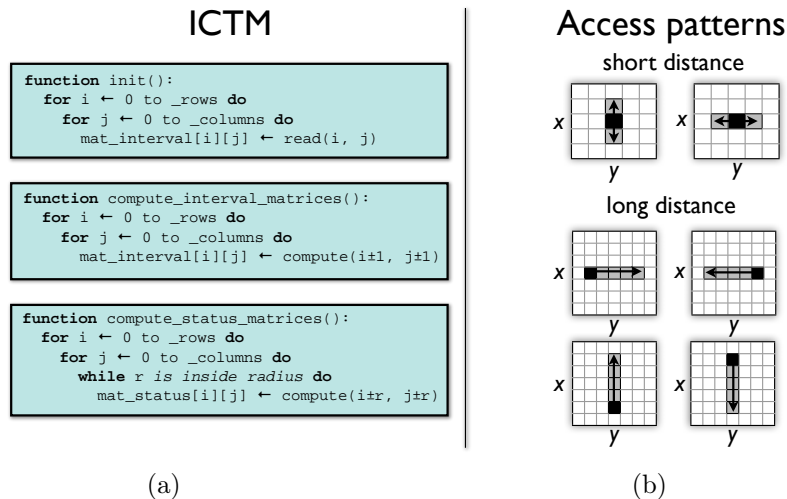 ICTM
function init():
for i ← 0 to _rows do
for j ← 0 to _columns do
mat_interval[i][j] ← read(i, j)
function compute_interval_matrices():
for i ← 0 to _rows do
for j ← 0 to _columns do
mat_interval[i][j] ← compute(i±1, j±1)
function compute_status_matrices():
for i ← 0 to _rows do
for j ← 0 to _columns do
while r is inside radius do
mat_status[i][j] ← compute(i±r, j±r)
(a)
Access patterns
short distance
x
y
x
y
long distance
x
y
x
y
x
y
x
y
(b)